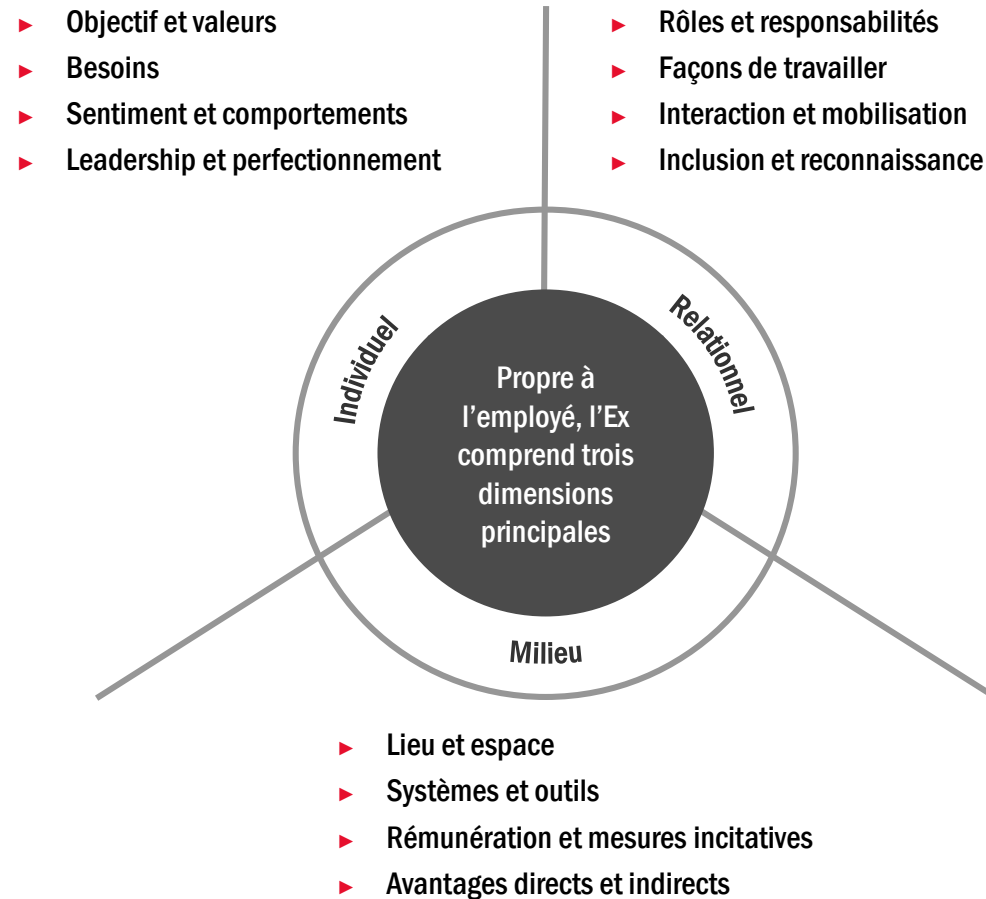 Objectif et valeurs
Besoins
Sentiment et comportements
Leadership et perfectionnement
Rôles et responsabilités
Façons de travailler
Interaction et mobilisation
Inclusion et reconnaissance
Individuel
Relationnel
Propre à
l’employé, l’Ex
comprend trois
dimensions
principales
Milieu
Lieu et espace
Systèmes et outils
Rémunération et mesures incitatives
Avantages directs et indirects